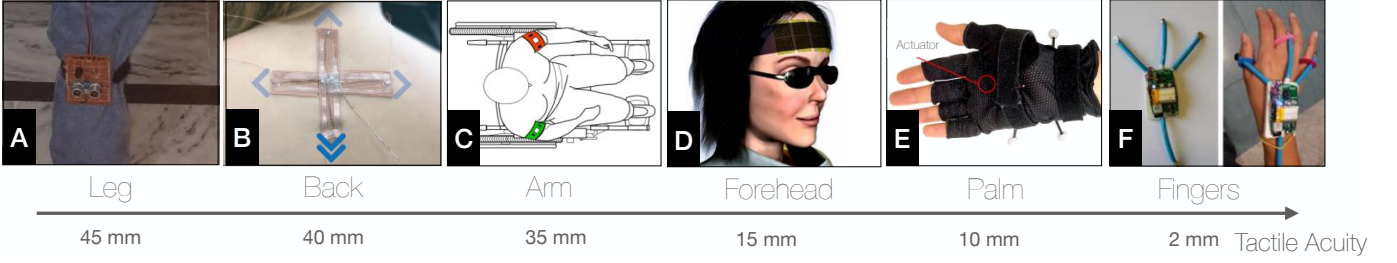 Actuator
A
B
C
D
E
F
Leg
Back
Arm
Forehead
Palm
Fingers
45 mm
40 mm
35 mm
15 mm
10 mm
2 mm
Tactile Acuity